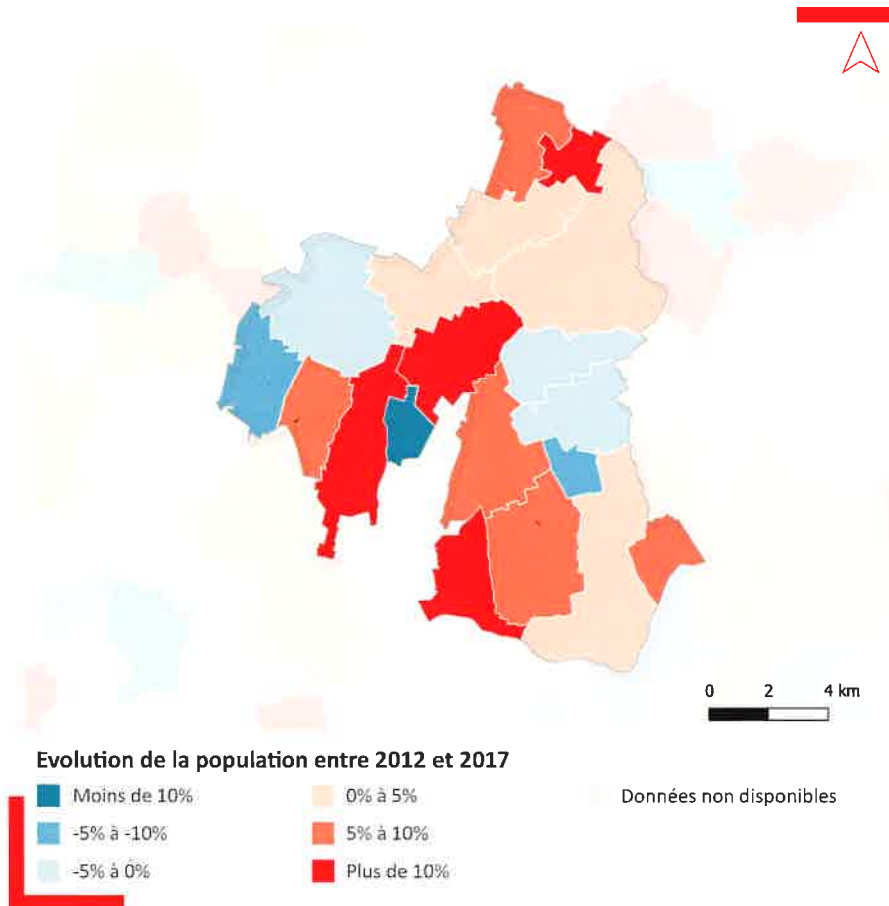 0 2 4 km
Evolution de la population entre 2012 et 2017
Moins de 10%
-5% à -10%
-5% à 0%
0% à 5%
5% à 10%
Plus de 10%
Données non disponibles